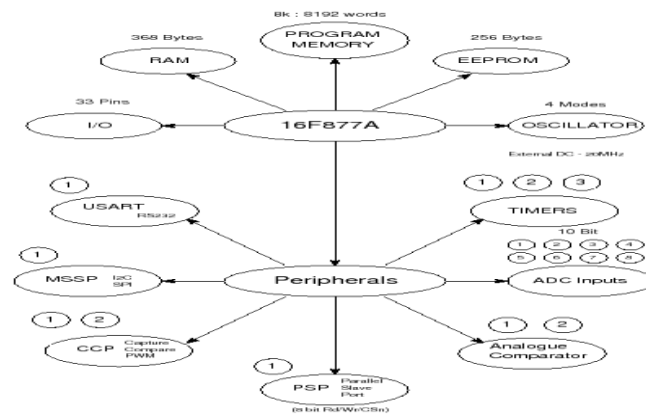 8k : 8192 words
PROGRAM
MEMORY
368 Bytes
RAM
256 Bytes
EEPROM
33 Pins
I/O
16F877A
4 Modes
OSCILLATOR
External DC - 20MHz
1
USART
RS232
1 2 3
TIMERS
10 Bit
1 2 3 4
5 6 7 8
ADC Inputs
1
MSSP I2C
SPI
Peripherals
1 2
CCP Capture
Compare
PWM
1
PSP Parallel
Slave
Port
(8 bit Rd/Wr/CSn)
1 2
Analogue
Comparator